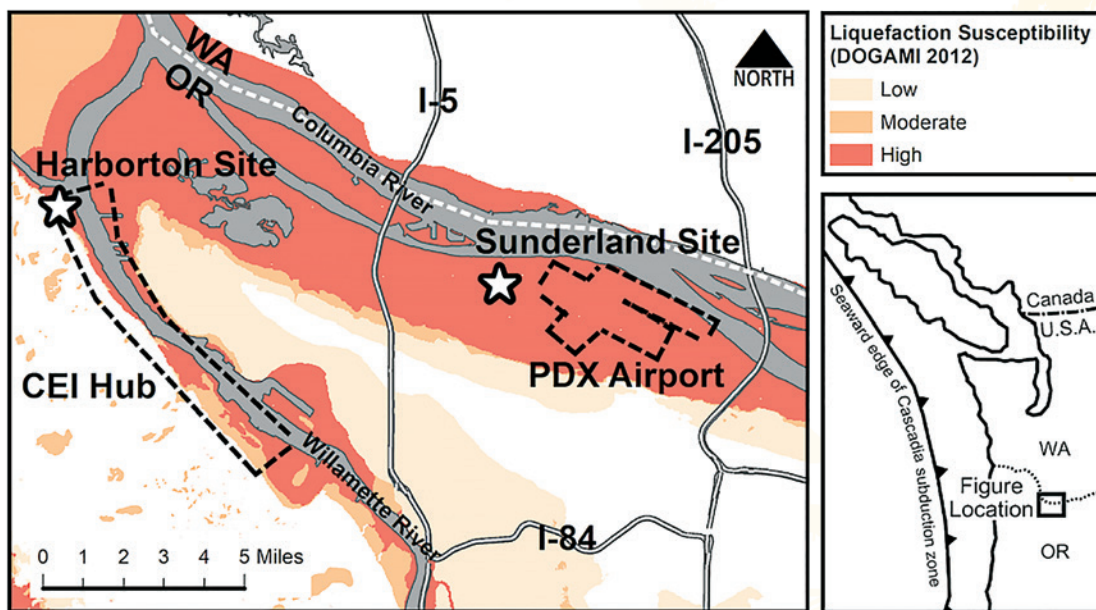 WA
OR
I-5
NORTH
I-205
Columbia River
Harborton Site
Sunderland Site
PDX Airport
CEI Hub
Willamette River
I-84
0 1 2 3 4 5 Miles
Liquefaction Susceptibility
(DOGAMI 2012)
Low
Moderate
High
Canada
U.S.A.
Seaward edge of Cascadia subduction zone
WA
Figure
Location
OR